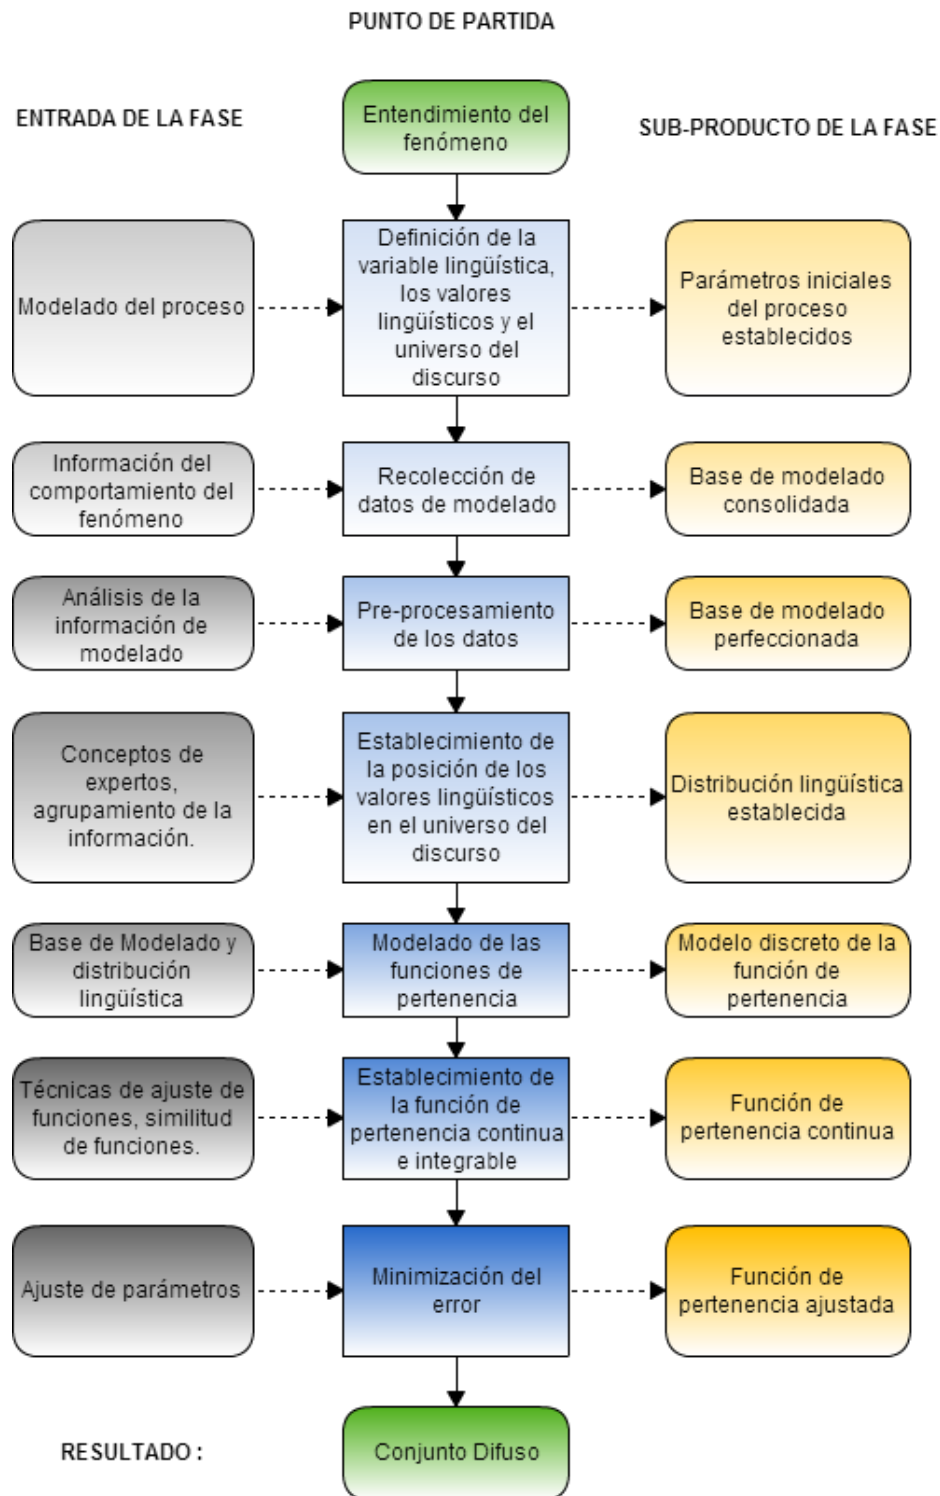 PUNTO DE PARTIDA
ENTRADA DE LA FASE
Entendimiento del
fenómeno
SUB-PRODUCTO DE LA FASE
Modelado del proceso
Definición de la
variable lingüística,
los valores
lingüísticos y el
universo del
discurso
Parámetros iniciales
del proceso
establecidos
Información del
comportamiento del
fenómeno
Recolección de
datos de modelado
Base de modelado
consolidada
Análisis de la
información de
modelado
Pre-procesamiento
de los datos
Base de modelado
perfeccionada
Conceptos de
expertos,
agrupamiento de la
información.
Establecimiento de
la posición de los
valores lingüísticos
en el universo del
discurso
Distribución lingüística
establecida
Base de Modelado y
distribución
lingüística
Modelado de las
funciones de
pertenencia
Modelo discreto de la
función de
pertenencia
Técnicas de ajuste de
funciones, similitud
de funciones.
Establecimiento de
la función de
pertenencia continua
e integrable
Función de
pertenencia continua
Ajuste de parámetros
Minimización del
error
Función de
pertenencia ajustada
RESULTADO :
Conjunto Difuso